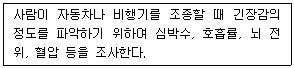 사람이 자동차나 비행기를 조종할 때 긴장감의
정도를 파악하기 위하여 심박수, 호흡률, 뇌 전
위, 혈압 등을 조사한다.